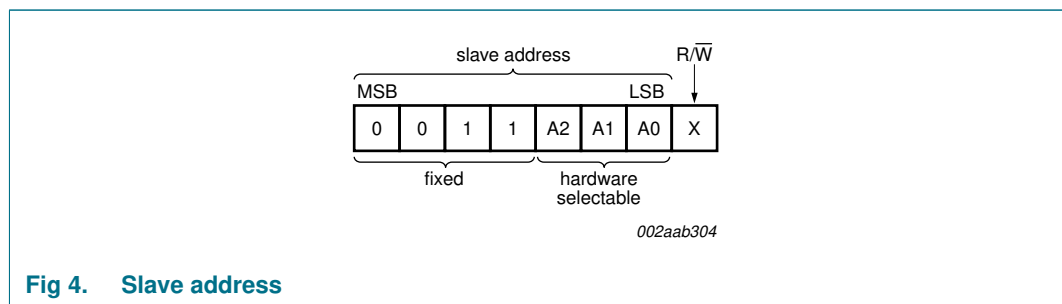 slave address R/W̅
MSB LSB
0 0 1 1 A2 A1 A0 X
fixed hardware
selectable
002aab304
Fig 4. Slave address